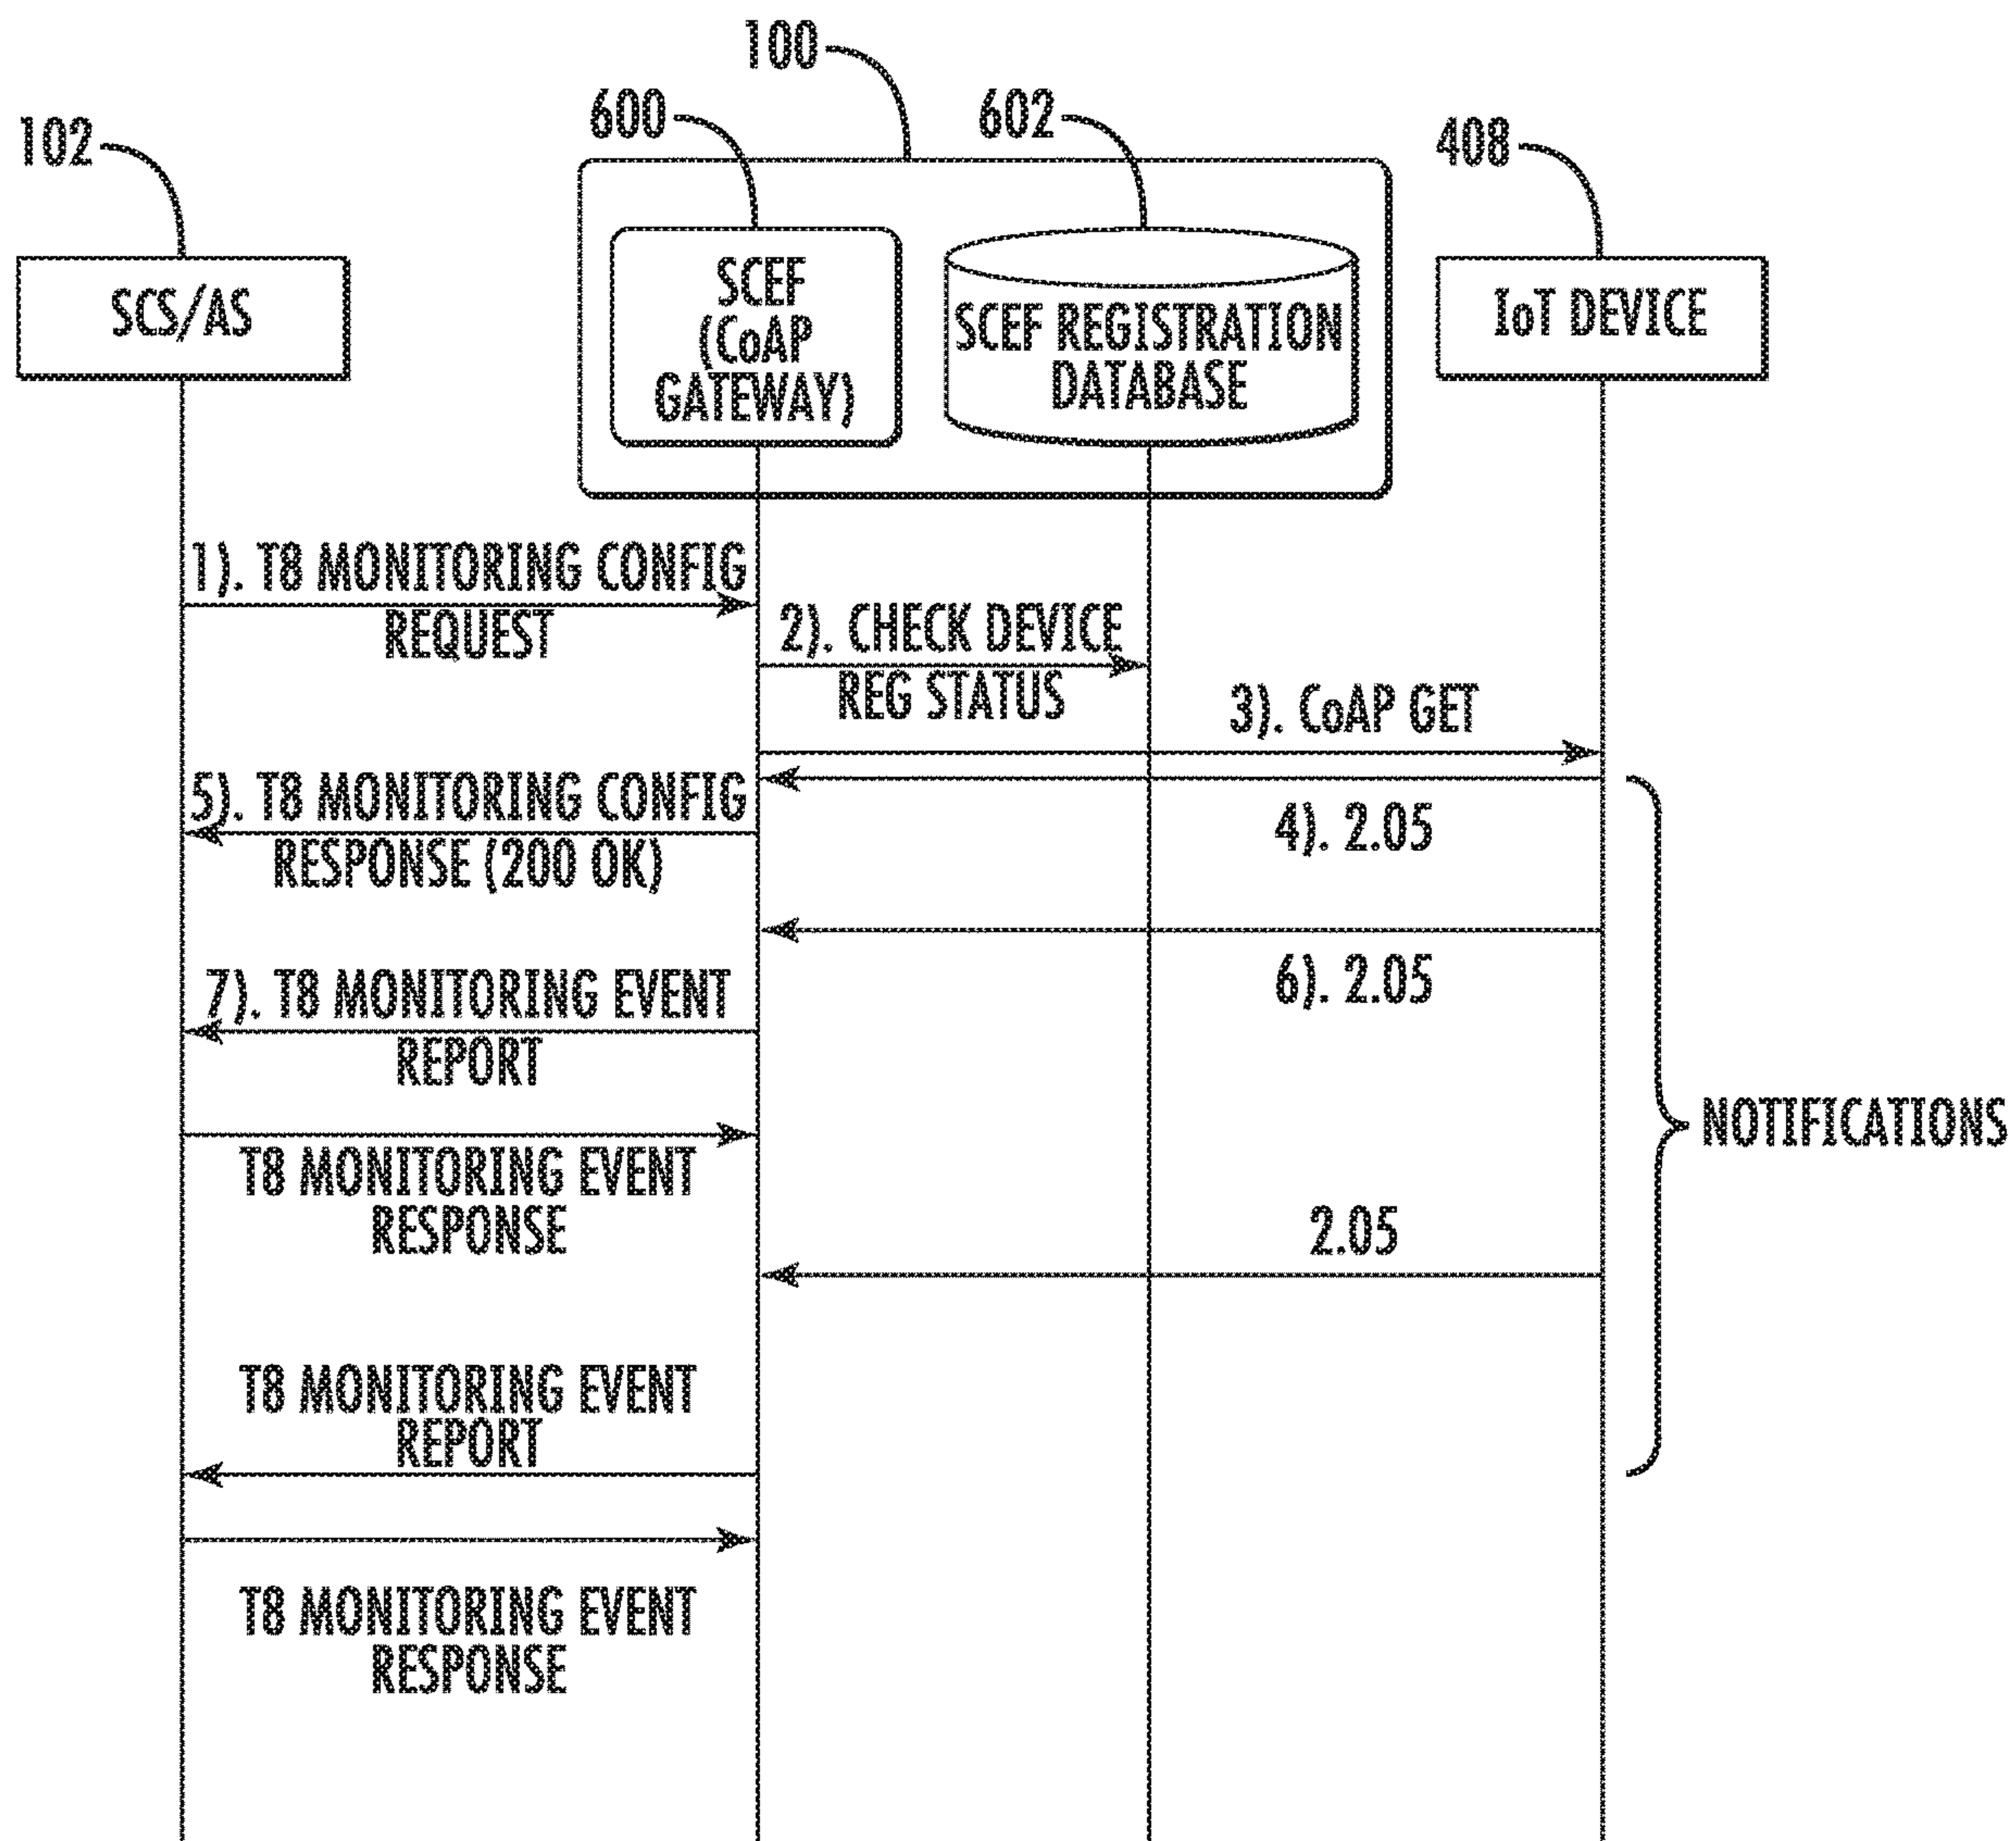 100
600
602
102
408
SCS/AS
SCEF
(CoAP
GATEWAY)
SCEF REGISTRATION
DATABASE
IoT DEVICE
1). T8 MONITORING CONFIG
REQUEST
2). CHECK DEVICE
REG STATUS
3). CoAP GET
4). 2.05
5). T8 MONITORING CONFIG
RESPONSE (200 OK)
6). 2.05
7). T8 MONITORING EVENT
REPORT
NOTIFICATIONS
T8 MONITORING EVENT
RESPONSE
2.05
T8 MONITORING EVENT
REPORT
T8 MONITORING EVENT
RESPONSE